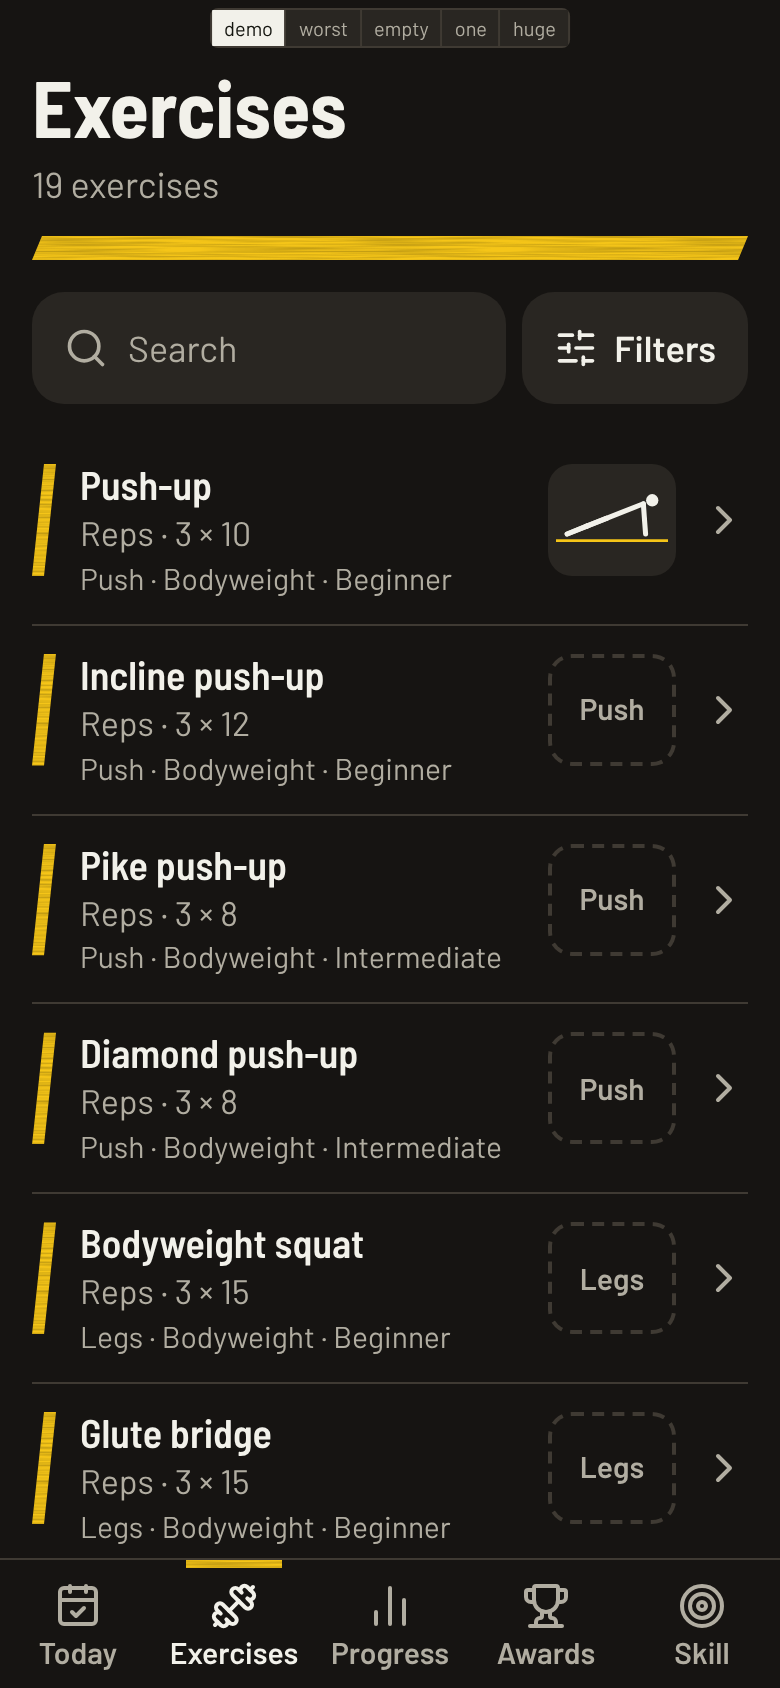 demo worst empty one huge
Exercises
19 exercises
Search
Filters
Push-up
Reps · 3 × 10
Push · Bodyweight · Beginner
Incline push-up
Reps · 3 × 12
Push · Bodyweight · Beginner
Push
Pike push-up
Reps · 3 × 8
Push · Bodyweight · Intermediate
Push
Diamond push-up
Reps · 3 × 8
Push · Bodyweight · Intermediate
Push
Bodyweight squat
Reps · 3 × 15
Legs · Bodyweight · Beginner
Legs
Glute bridge
Reps · 3 × 15
Legs · Bodyweight · Beginner
Legs
Today Exercises Progress Awards Skill